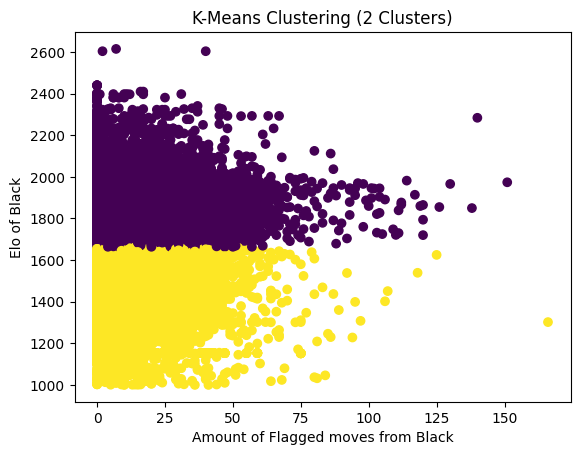 K-Means Clustering (2 Clusters)
2600
2400
2200
2000
1800
1600
1400
1200
1000
Elo of Black
0 25 50 75 100 125 150
Amount of Flagged moves from Black